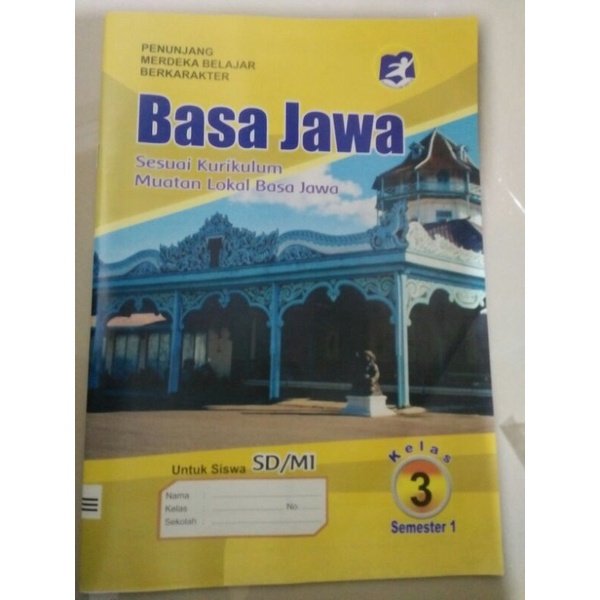 PENUNJANG
MERDEKA BELAJAR
BERKARAKTER
Basa Jawa
Sesuai Kurikulum
Muatan Lokal Basa Jawa
Untuk Siswa SD/MI
Nama :
Kelas : No.
Sekolah :
Kelas
3
Semester 1